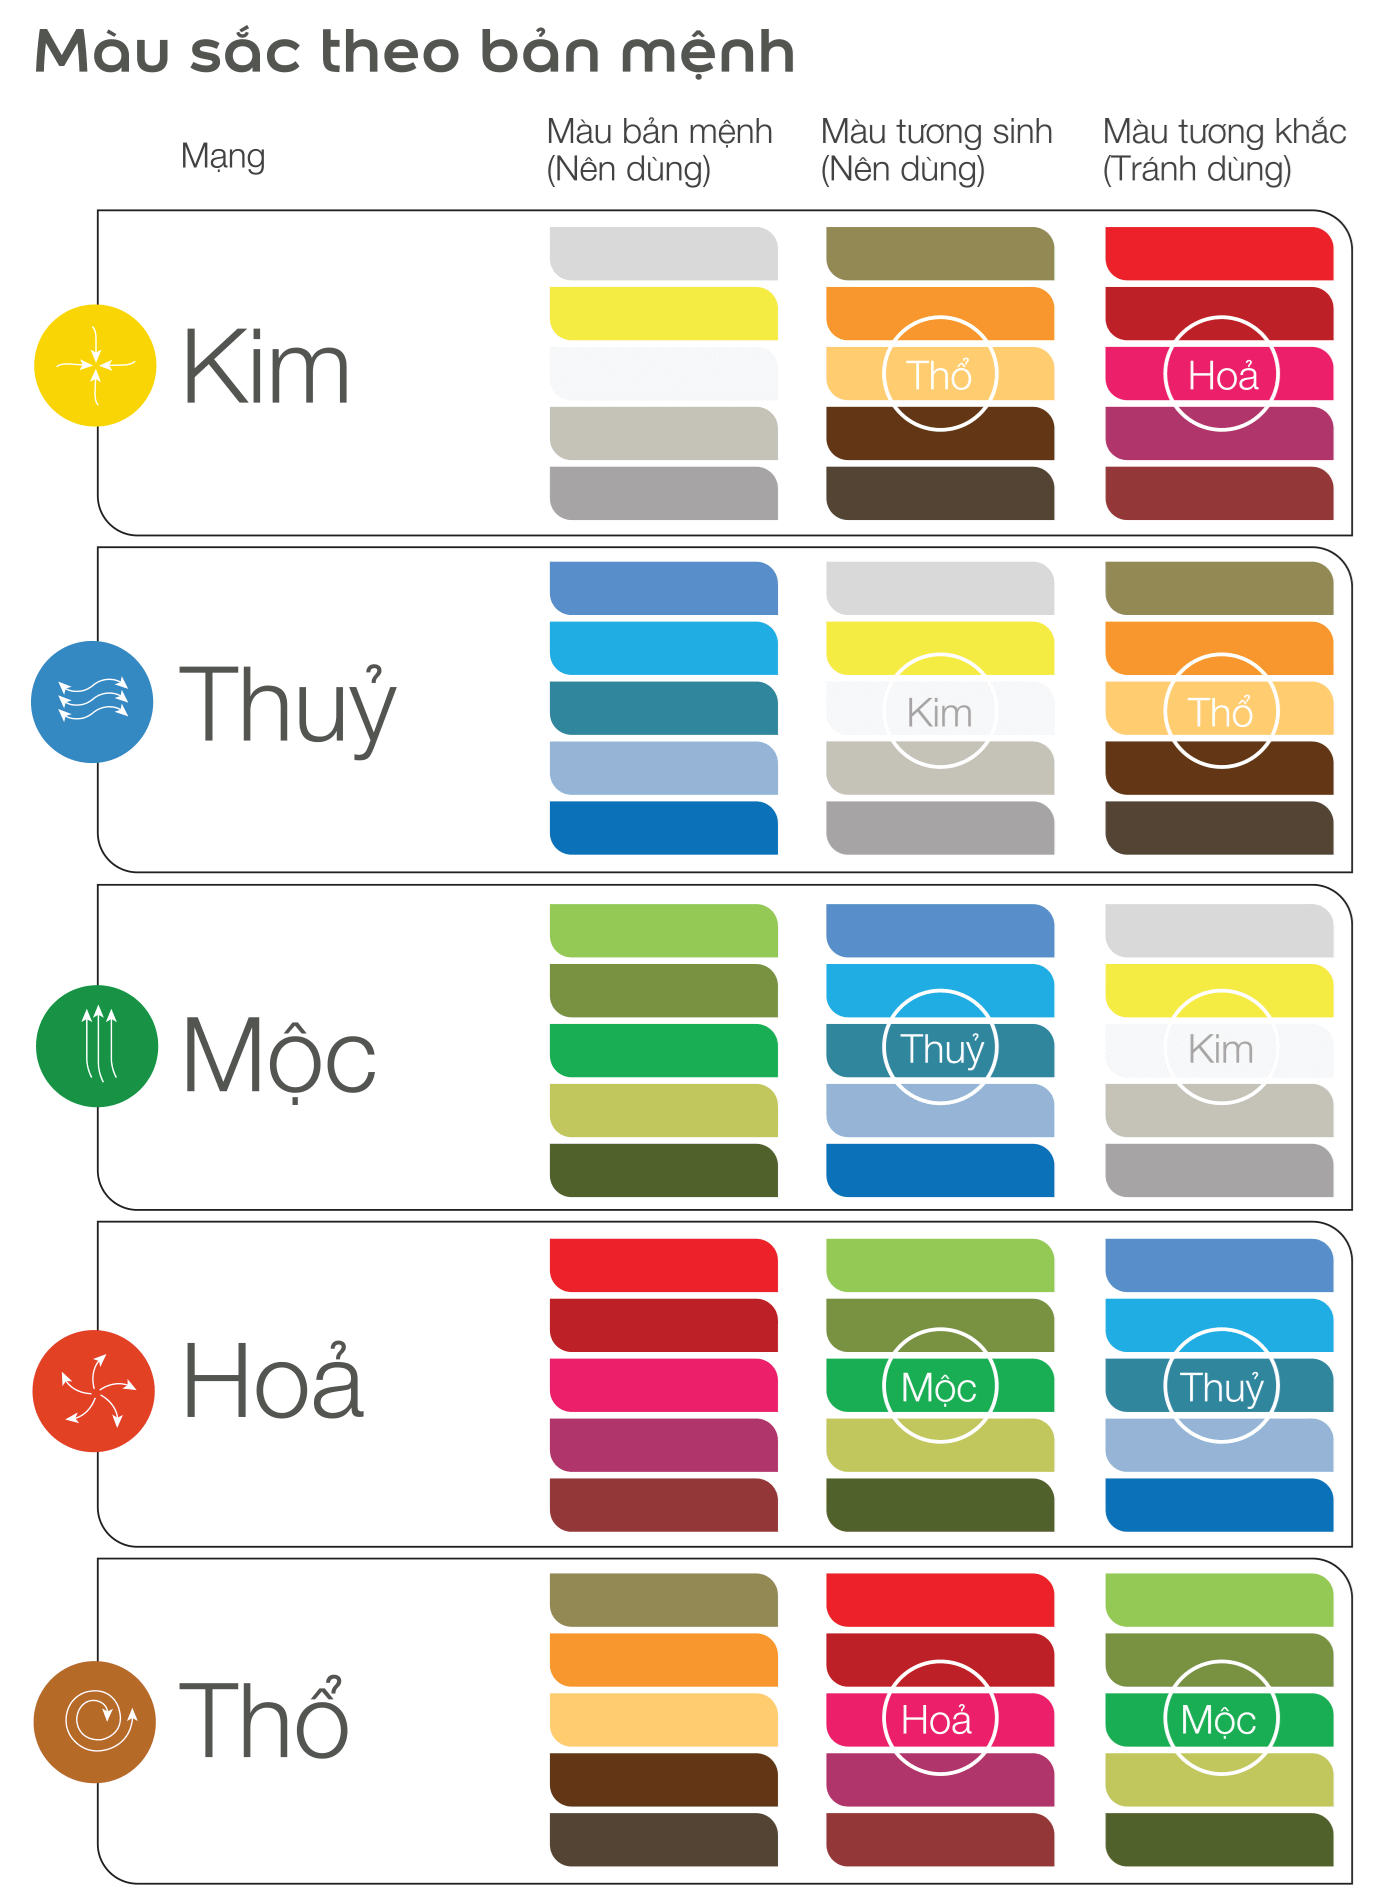 Màu sắc theo bản mệnh
Mạng
Màu bản mệnh
(Nên dùng)
Màu tương sinh
(Nên dùng)
Màu tương khắc
(Tránh dùng)
Kim
Thổ
Hoả
Thuỷ
Kim
Thổ
Mộc
Thuỷ
Kim
Hoả
Mộc
Thuỷ
Thổ
Hoả
Mộc